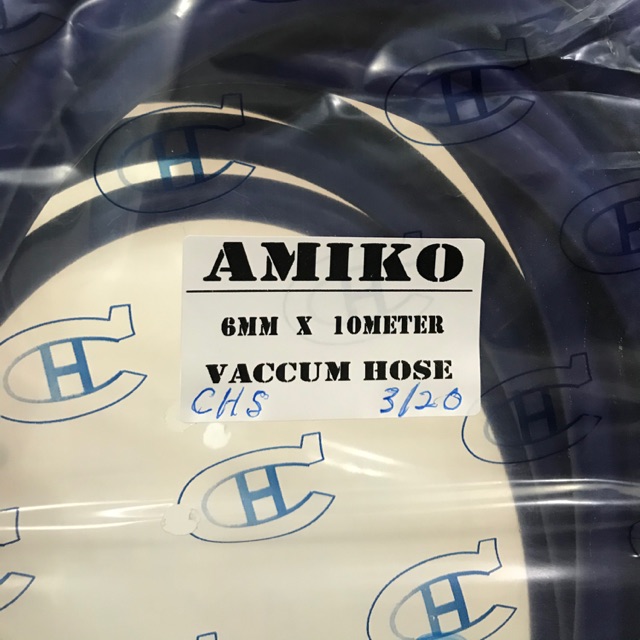 AMIKO
6MM X 10METER
VACCUM HOSE
CHS 3/20